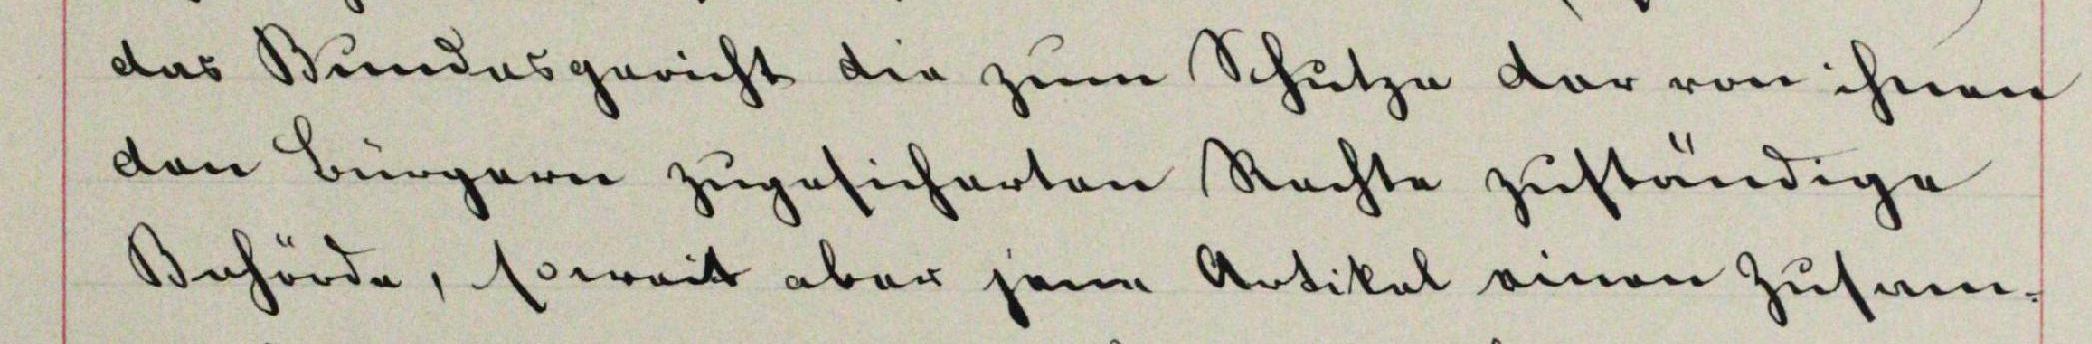 das Bundesgericht die zum Schutze der von ihnen
den Bürgern zugesicherten Rechte zuständige
Behörde, soweit aber jene Artikel einen Zusam-